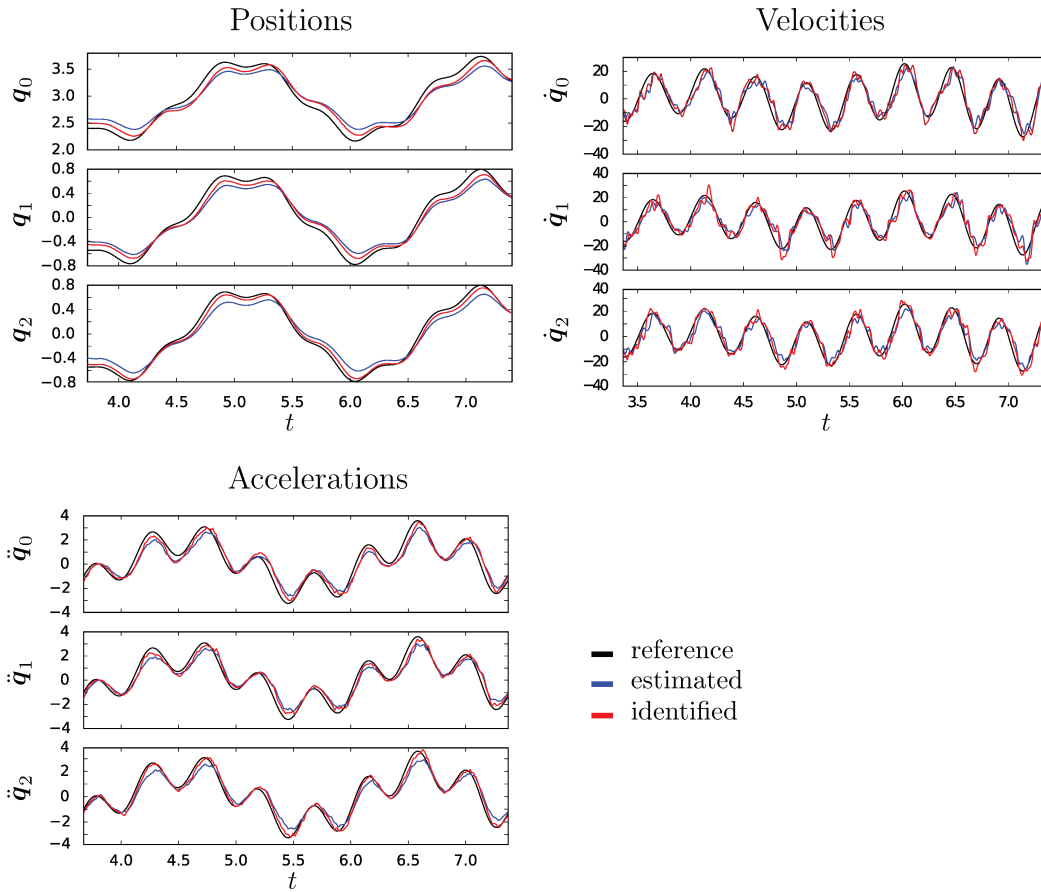 Positions
Velocities
q0
3.5
3.0
2.5
2.0
q1
0.8
0.4
0.0
−0.4
−0.8
q2
0.8
0.4
0.0
−0.4
−0.8
4.0 4.5 5.0 5.5 6.0 6.5 7.0
t
q̇0
20
0
−20
−40
q̇1
40
20
0
−20
−40
q̇2
40
20
0
−20
40
3.5 4.0 4.5 5.0 5.5 6.0 6.5 7.0
t
Accelerations
q̈0
4
2
0
−2
−4
q̈1
4
2
0
−2
−4
q̈2
4
2
0
−2
−4
4.0 4.5 5.0 5.5 6.0 6.5 7.0
t
reference
estimated
identified